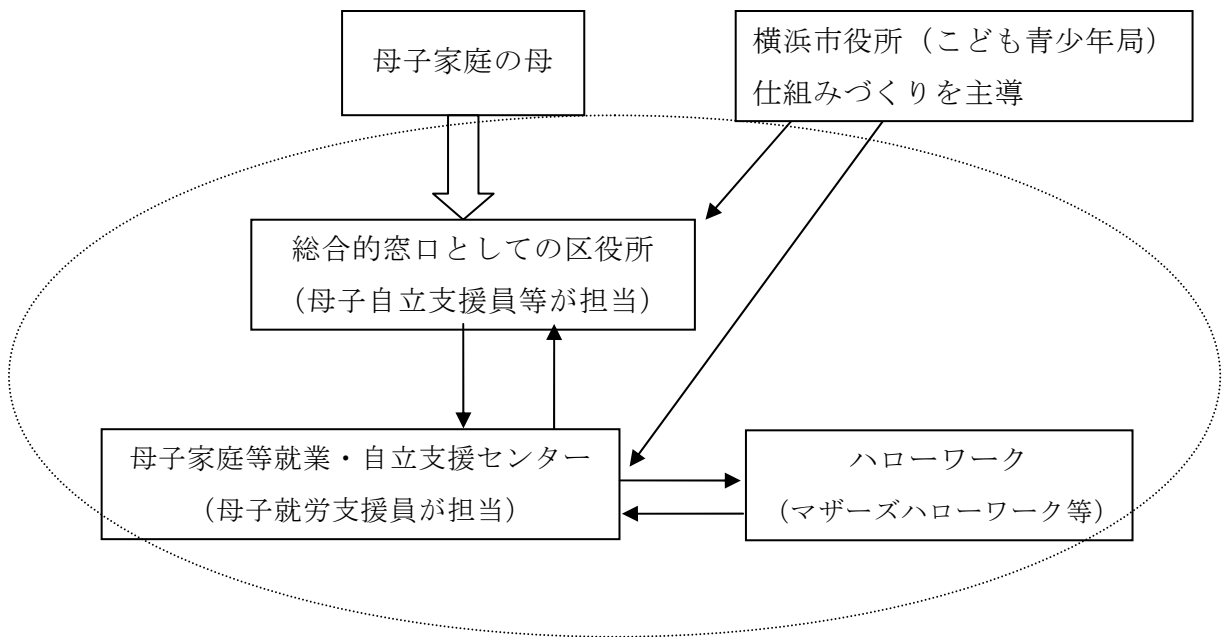 母子家庭の母
横浜市役所（こども青少年局）
仕組みづくりを主導
総合的窓口としての区役所
（母子自立支援員等が担当）
母子家庭等就業・自立支援センター
（母子就労支援員が担当）
ハローワーク
（マザーズハローワーク等）